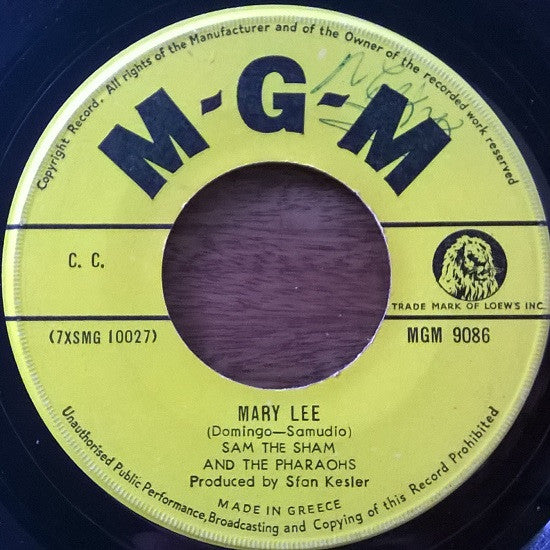 Copyright Record. All rights of the Manufacturer and of the Owner of the recorded work reserved
M-G-M
C. C.
TRADE MARK OF LOEW'S INC.
(7XSMG 10027)
MGM 9086
MARY LEE
(Domingo—Samudio)
SAM THE SHAM
AND THE PHARAOHS
Produced by Sfan Kesler
MADE IN GREECE
Unauthorised Public Performance, Broadcasting and Copying of this Record Prohibited